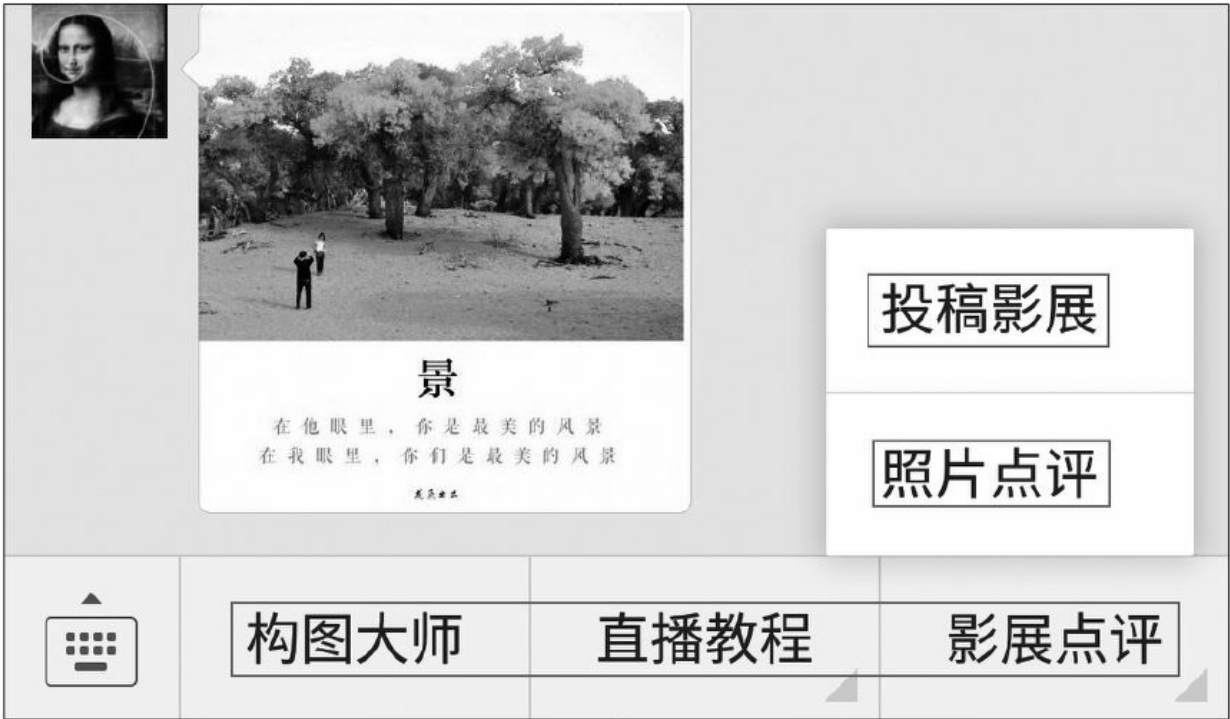 景
在他眼里，你是最美的风景
在我眼里，你们是最美的风景
投稿影展
照片点评
构图大师 直播教程 影展点评